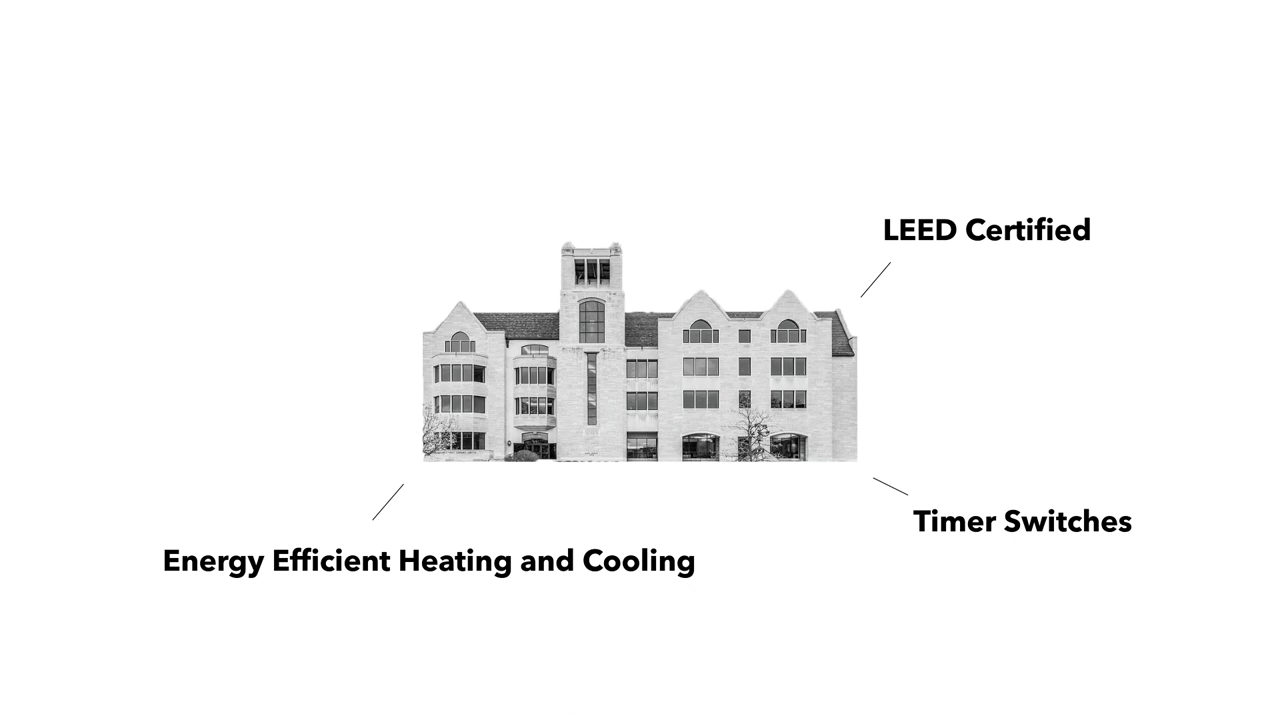 LEED Certified
Timer Switches
Energy Efficient Heating and Cooling